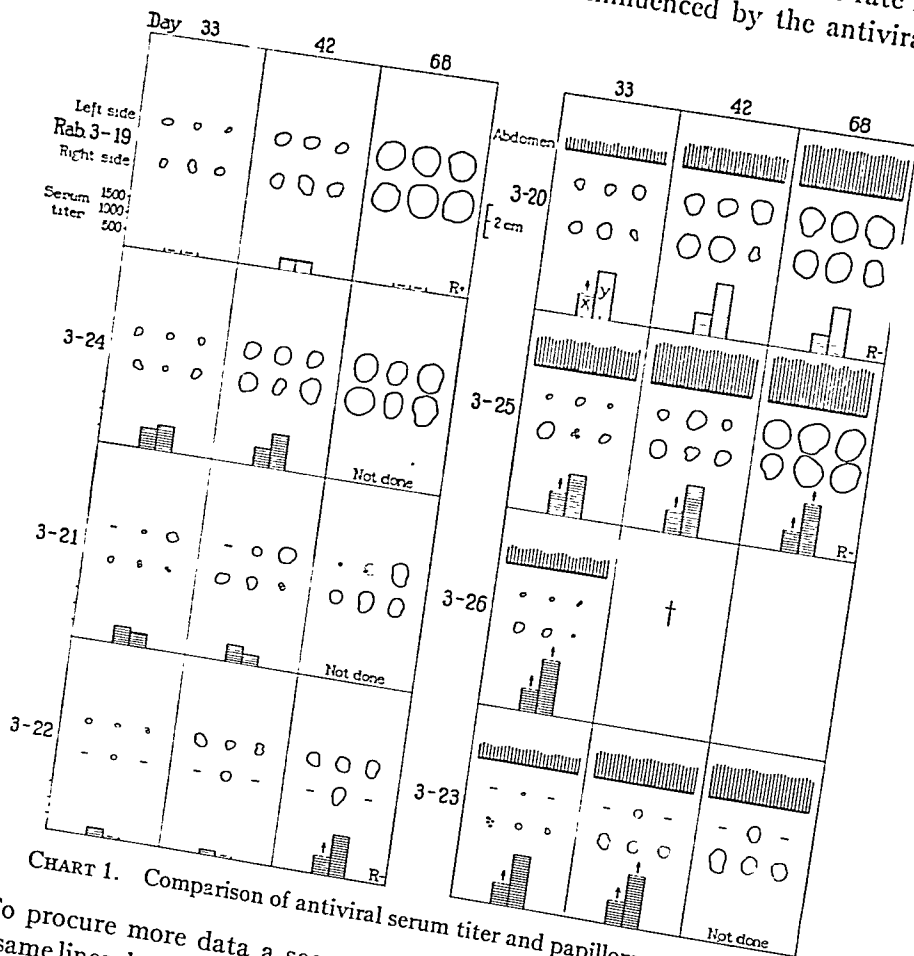 rate
influenced by the antivira
Day 33 42 68
Left side
Rab. 3-19
Right side
Serum titer 1500 1000 500
R+
3-24
Not done
3-21
Not done
3-22
R-
33 42 68
Abdomen
3-20
2 cm
x y
R-
3-25
R-
3-26
†
3-23
Not done
CHART 1. Comparison of antiviral serum titer and
To procure more data a
same lines